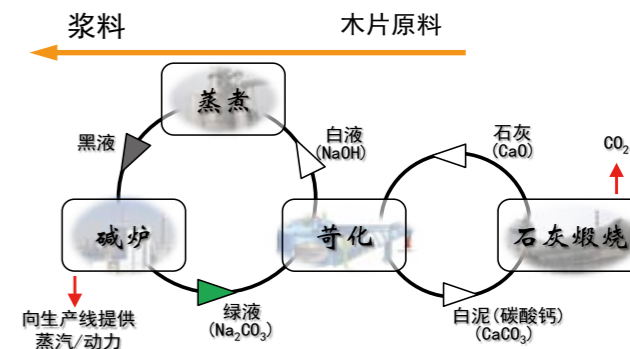 浆料
木片原料
蒸煮
黑液
白液
(NaOH)
石灰
(CaO)
CO₂
碱炉
苛化
石灰煅烧
绿液
(Na₂CO₃)
白泥(碳酸钙)
(CaCO₃)
向生产线提供
蒸汽/动力